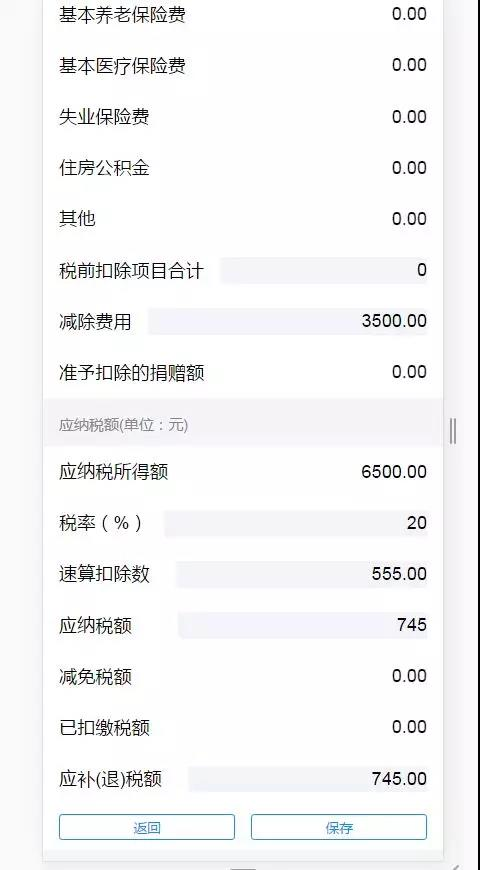 基本养老保险费 0.00
基本医疗保险费 0.00
失业保险费 0.00
住房公积金 0.00
其他 0.00
税前扣除项目合计 0
减除费用 3500.00
准予扣除的捐赠额 0.00
应纳税额(单位：元)
应纳税所得额 6500.00
税率（%） 20
速算扣除数 555.00
应纳税额 745
减免税额 0.00
已扣缴税额 0.00
应补(退)税额 745.00
返回 保存